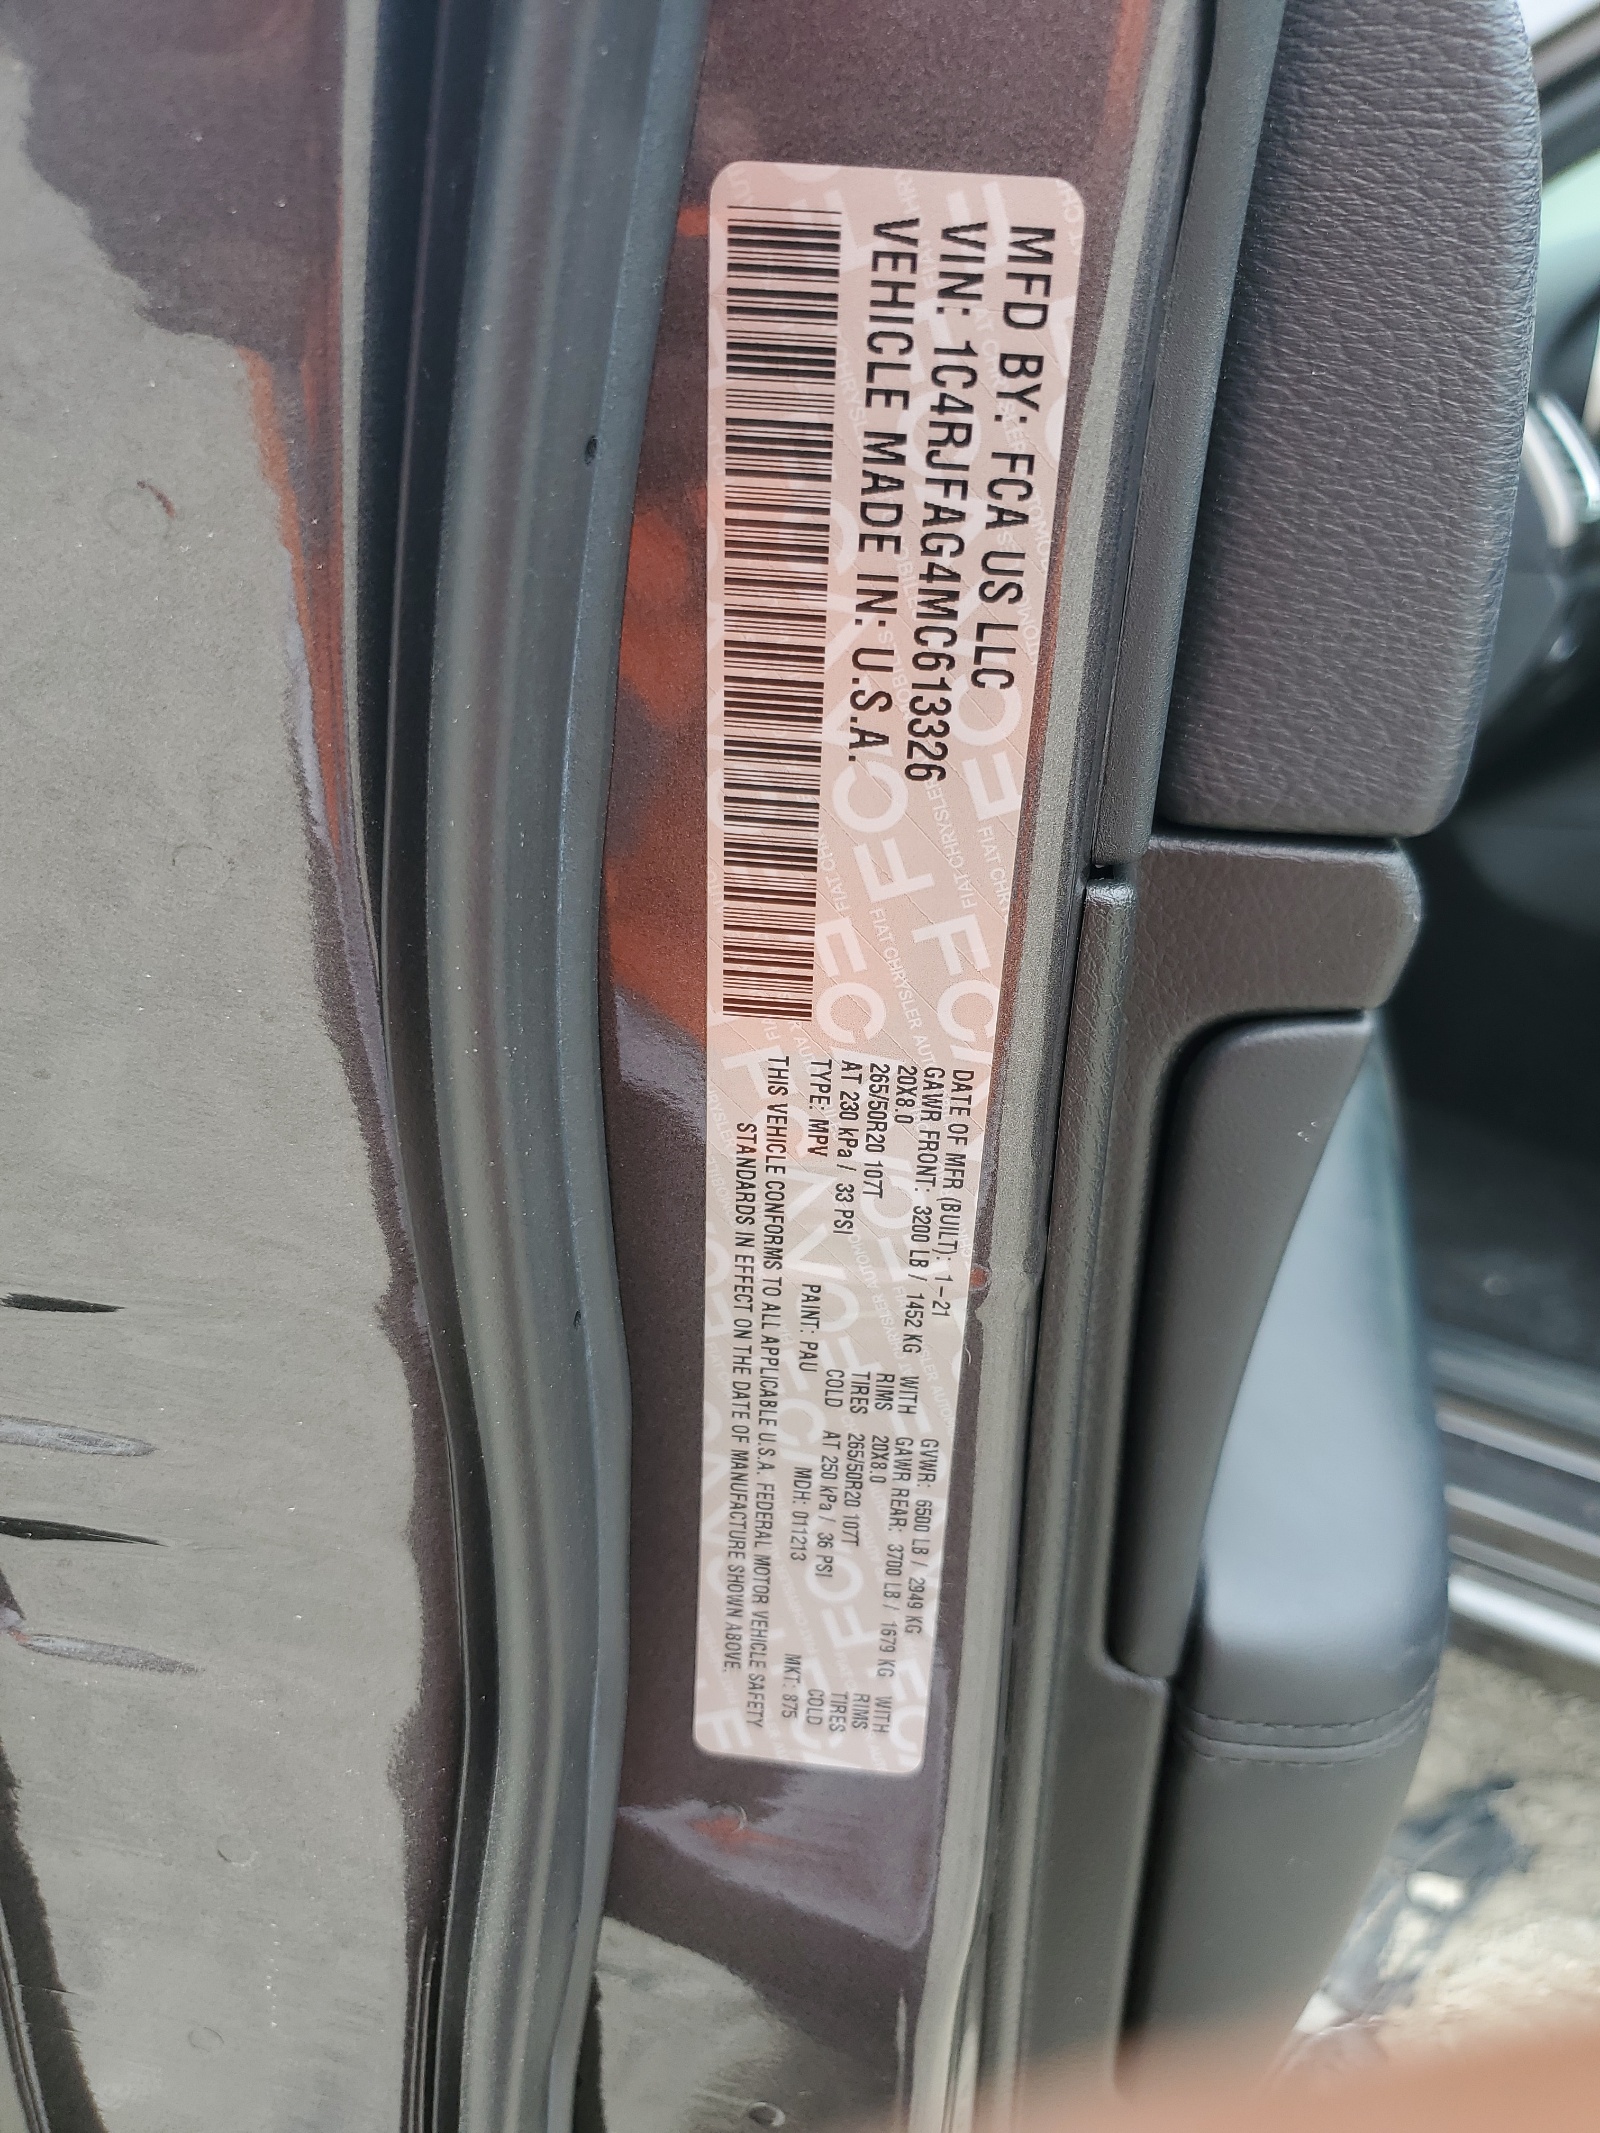 MFD BY: FCA US LLC
VIN: 1C4RJFAG4MC613326
VEHICLE MADE IN: U.S.A.
DATE OF MFR (BUILT): 1-21 GVWR: 6500 LB / 2949 KG
GAWR FRONT: 3200 LB / 1452 KG WITH GAWR REAR: 3700 LB / 1679 KG WITH
20X8.0 RIMS 20X8.0 RIMS
265/50R20 107T TIRES 265/50R20 107T TIRES
AT 230 kPa / 33 PSI COLD AT 250 kPa / 36 PSI COLD
TYPE: MPV PAINT: PAU MDH: 011213 MKT: 875
THIS VEHICLE CONFORMS TO ALL APPLICABLE U.S.A. FEDERAL MOTOR VEHICLE SAFETY
STANDARDS IN EFFECT ON THE DATE OF MANUFACTURE SHOWN ABOVE.